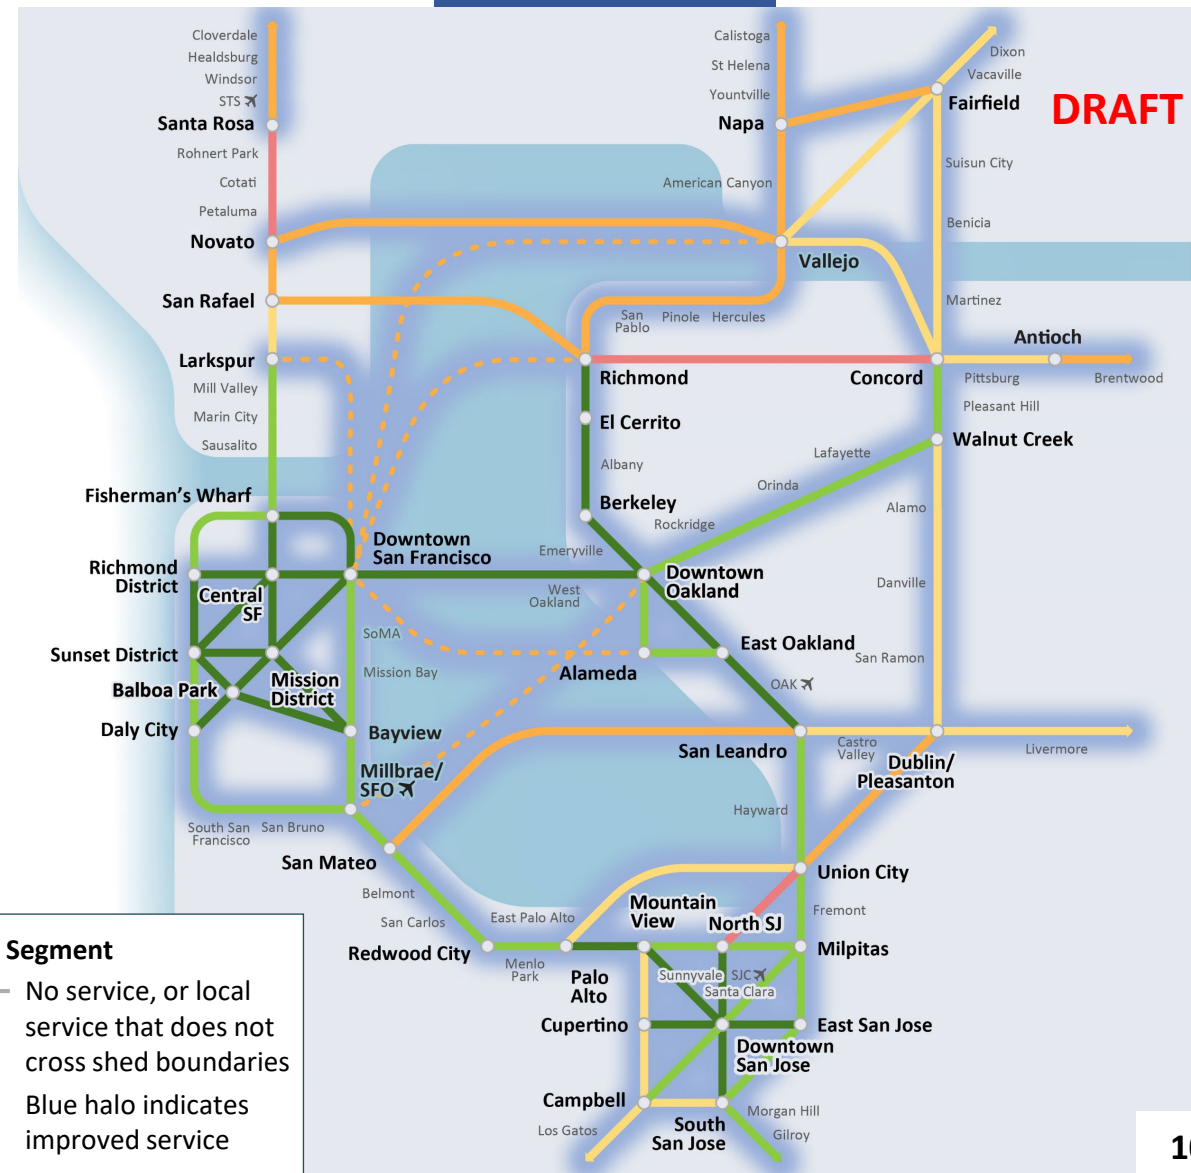 Cloverdale
Healdsburg
Windsor
STS
Santa Rosa
Rohnert Park
Cotati
Petaluma
Novato
San Rafael
Larkspur
Mill Valley
Marin City
Sausalito
Fisherman's Wharf
Calistoga
St Helena
Yountville
Napa
American Canyon
Vallejo
Dixon
Vacaville
Fairfield
DRAFT
Suisun City
Benicia
Martinez
San
Pablo
Pinole
Hercules
Antioch
Richmond
Concord
Pittsburg
Brentwood
Pleasant Hill
El Cerrito
Walnut Creek
Albany
Lafayette
Orinda
Berkeley
Rockridge
Alamo
Emeryville
Downtown
San Francisco
Richmond
District
Central
SF
West
Oakland
Downtown
Oakland
Danville
SoMA
Sunset District
Mission Bay
Alameda
East Oakland
San Ramon
Balboa Park
Mission
District
OAK
Daly City
Bayview
San Leandro
Castro
Valley
Dublin/
Pleasanton
Livermore
Millbrae/
SFO
South San
Francisco
San Bruno
Hayward
San Mateo
Union City
Belmont
San Carlos
East Palo Alto
Mountain
View
North SJ
Fremont
Redwood City
Menlo
Park
Palo
Alto
Sunnyvale
SJC
Santa Clara
Milpitas
Cupertino
East San Jose
Downtown
San Jose
Campbell
Los Gatos
South
San Jose
Morgan Hill
Gilroy
Segment
No service, or local
service that does not
cross shed boundaries
Blue halo indicates
improved service